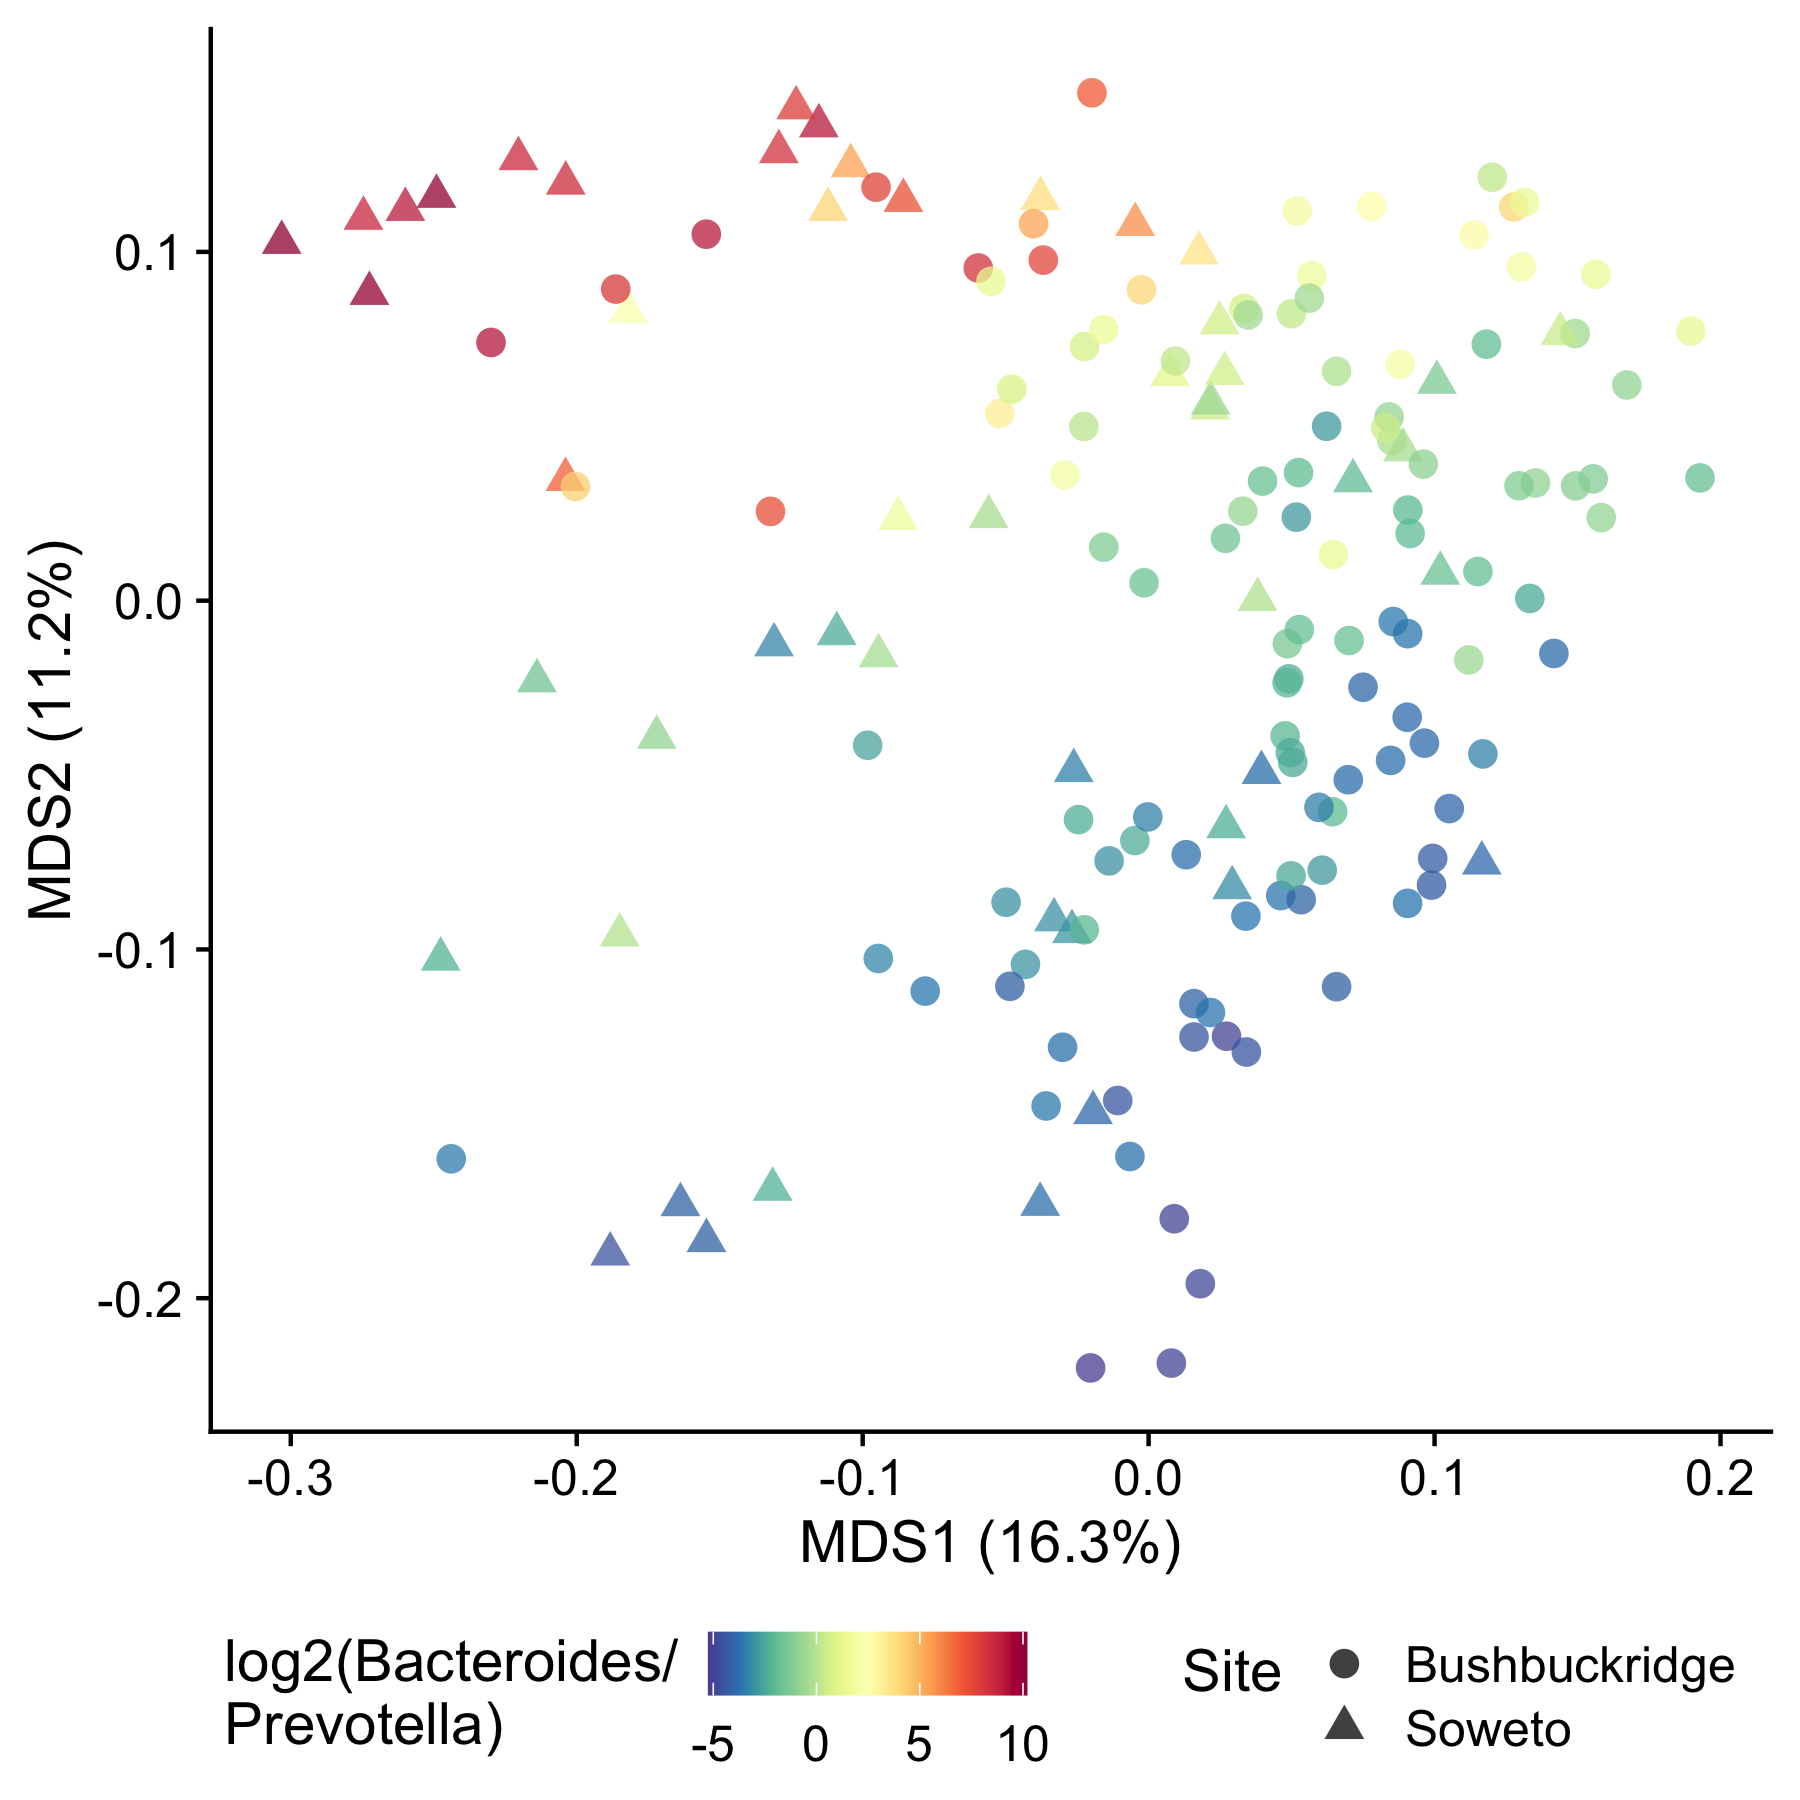 0.1
0.0
-0.1
-0.2
MDS2 (11.2%)
-0.3 -0.2 -0.1 0.0 0.1 0.2
MDS1 (16.3%)
log2(Bacteroides/
Prevotella)
-5 0 5 10
Site
Bushbuckridge
Soweto